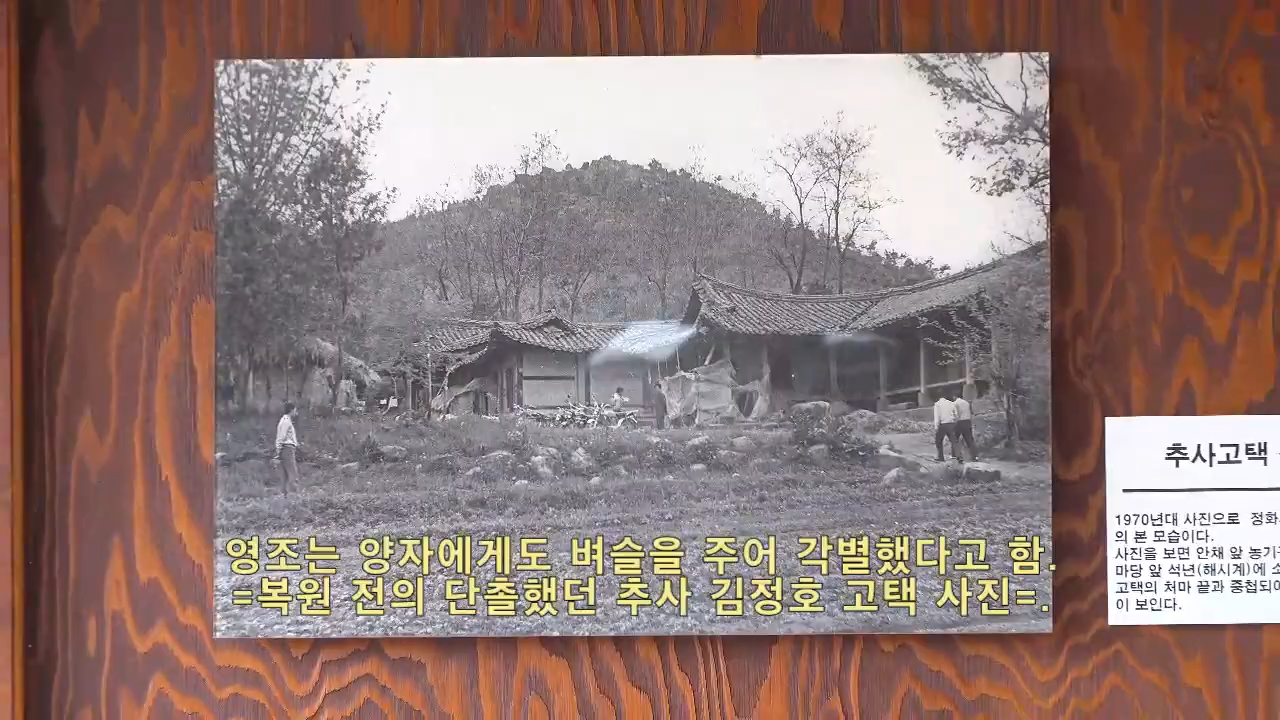 영조는 양자에게도 벼슬을 주어 각별했다고 함.
=복원 전의 단촐했던 추사 김정호 고택 사진=.
추사고택
1970년대 사진으로 정화
의 본 모습이다.
사진을 보면 안채 앞 농기
마당 앞 석년(해시계)에 소
고택의 처마 끝과 중첩되어
이 보인다.